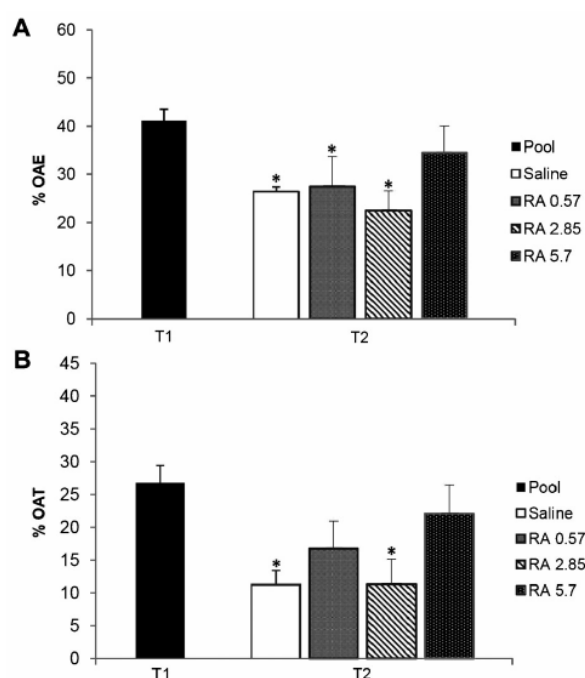 A
60
50
40
30
20
10
0
% OAE
*
*
*
T1
T2
Pool
Saline
RA 0.57
RA 2.85
RA 5.7
B
45
40
35
30
25
20
15
10
5
0
% OAT
*
*
T1
T2
Pool
Saline
RA 0.57
RA 2.85
RA 5.7